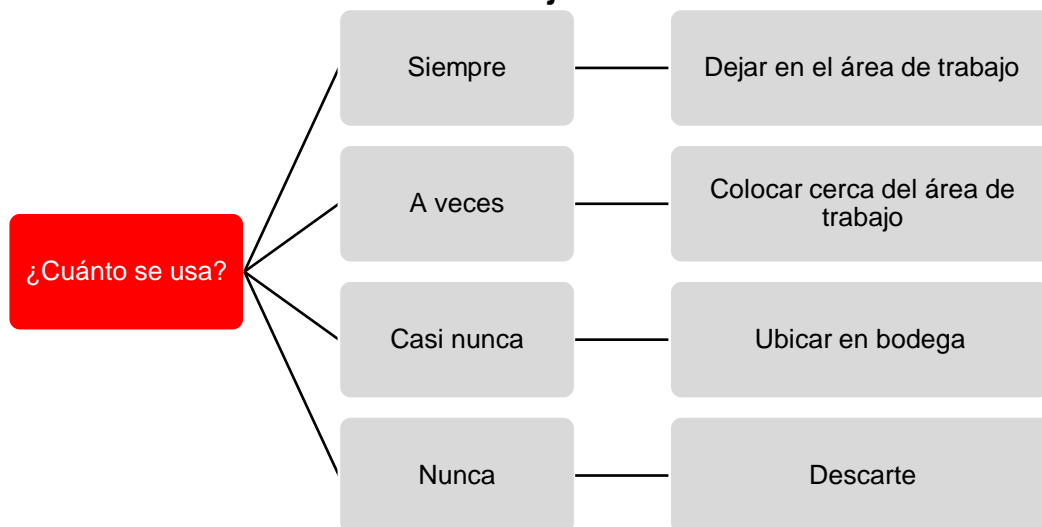 Siempre
Dejar en el área de trabajo
A veces
Colocar cerca del área de
trabajo
¿Cuánto se usa?
Casi nunca
Ubicar en bodega
Nunca
Descarte